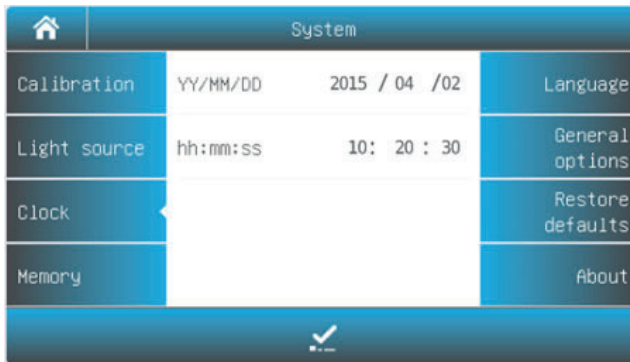 System
Calibration
YY/MM/DD 2015 / 04 /02
Language
Light source
hh:mm:ss 10: 20 : 30
General
options
Clock
Restore
defaults
Memory
About